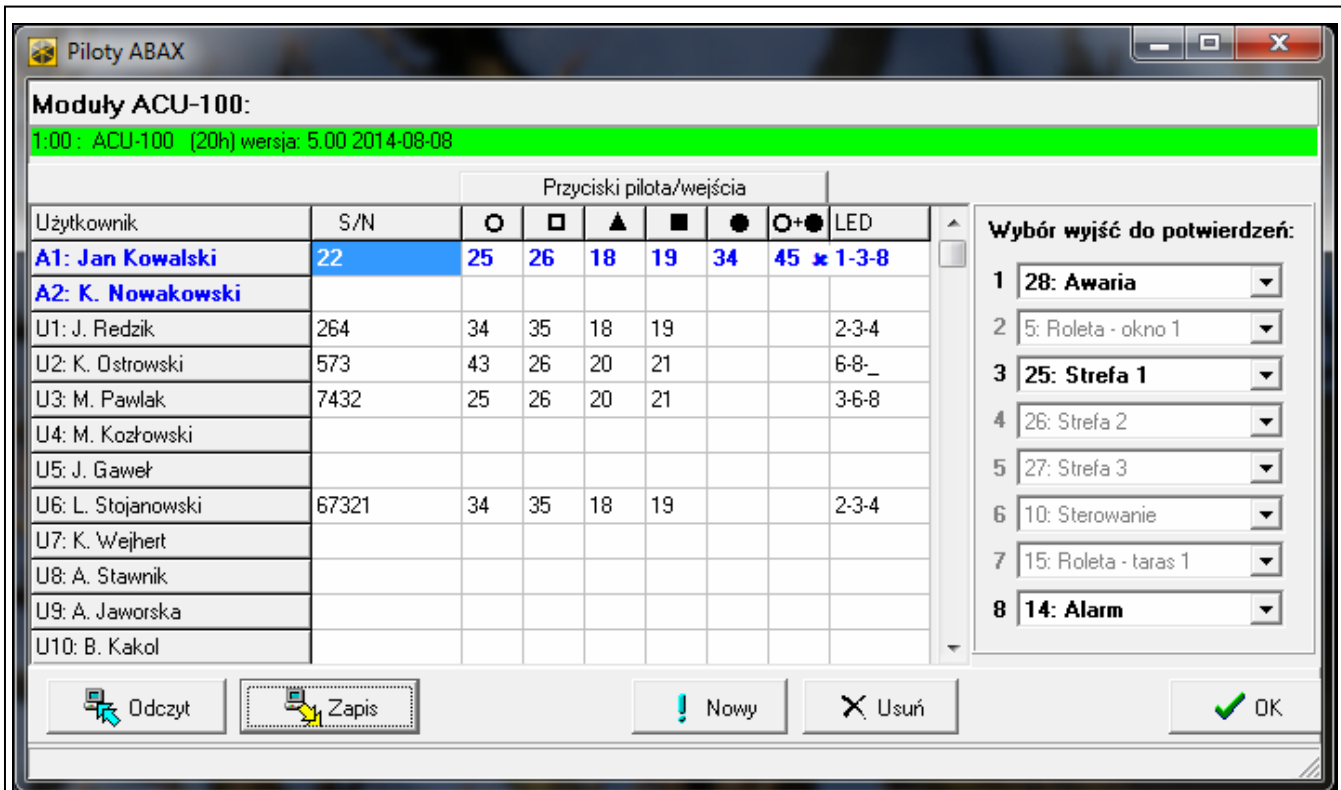 Piloty ABAX
Moduły ACU-100:
1:00 : ACU-100 (20h) wersja: 5.00 2014-08-08
Przyciski pilota/wejścia
Użytkownik S/N O+● LED
A1: Jan Kowalski 22 25 26 18 19 34 45 1-3-8
A2: K. Nowakowski
U1: J. Redzik 264 34 35 18 19 2-3-4
U2: K. Ostrowski 573 43 26 20 21 6-8-_
U3: M. Pawlak 7432 25 26 20 21 3-6-8
U4: M. Kozłowski
U5: J. Gaweł
U6: L. Stojanowski 67321 34 35 18 19 2-3-4
U7: K. Wejhert
U8: A. Stawnik
U9: A. Jaworska
U10: B. Kakol
Wybór wyjść do potwierdzeń:
1 28: Awaria
2 5: Roleta - okno 1
3 25: Strefa 1
4 26: Strefa 2
5 27: Strefa 3
6 10: Sterowanie
7 15: Roleta - taras 1
8 14: Alarm
Odczyt Zapis Nowy Usuń OK